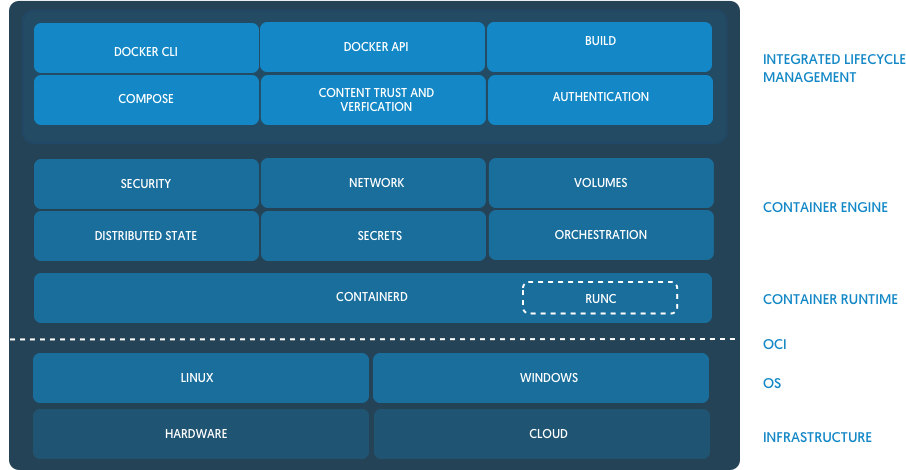 DOCKER CLI
DOCKER API
BUILD
INTEGRATED LIFECYCLE
MANAGEMENT
COMPOSE
CONTENT TRUST AND
VERFICATION
AUTHENTICATION
SECURITY
NETWORK
VOLUMES
CONTAINER ENGINE
DISTRIBUTED STATE
SECRETS
ORCHESTRATION
CONTAINERD
RUNC
CONTAINER RUNTIME
OCI
LINUX
WINDOWS
OS
HARDWARE
CLOUD
INFRASTRUCTURE